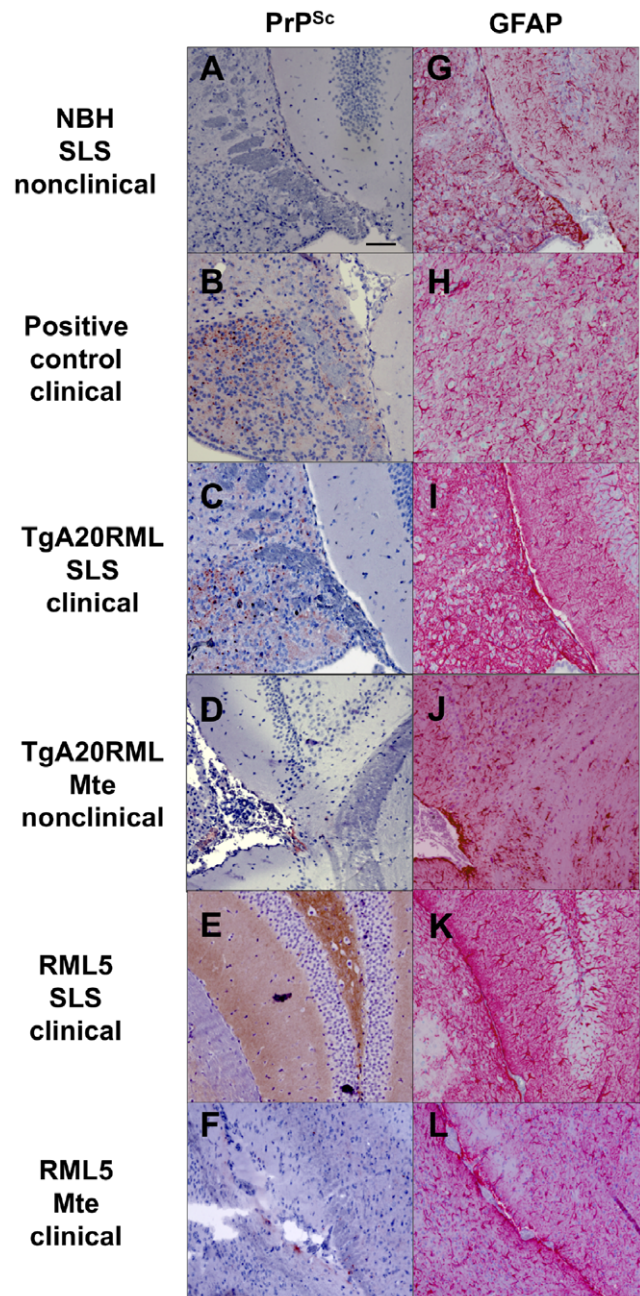 PrPSc GFAP
A G
NBH
SLS
nonclinical
B H
Positive
control
clinical
C I
TgA20RML
SLS
clinical
D J
TgA20RML
Mte
nonclinical
E K
RML5
SLS
clinical
F L
RML5
Mte
clinical